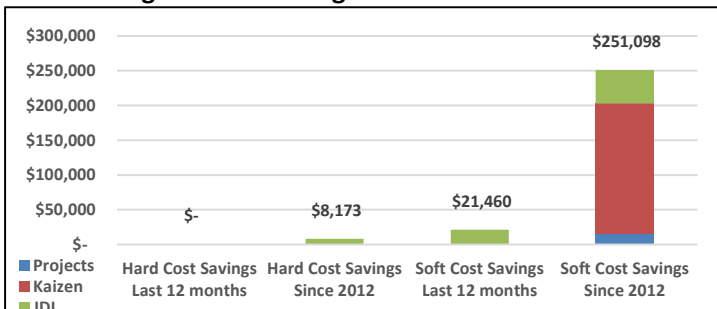 $300,000
$251,098
$250,000
$200,000
$150,000
$100,000
$50,000
$-
$8,173
$21,460
$-
Projects
Kaizen
JDI
Hard Cost Savings
Last 12 months
Hard Cost Savings
Since 2012
Soft Cost Savings
Last 12 months
Soft Cost Savings
Since 2012